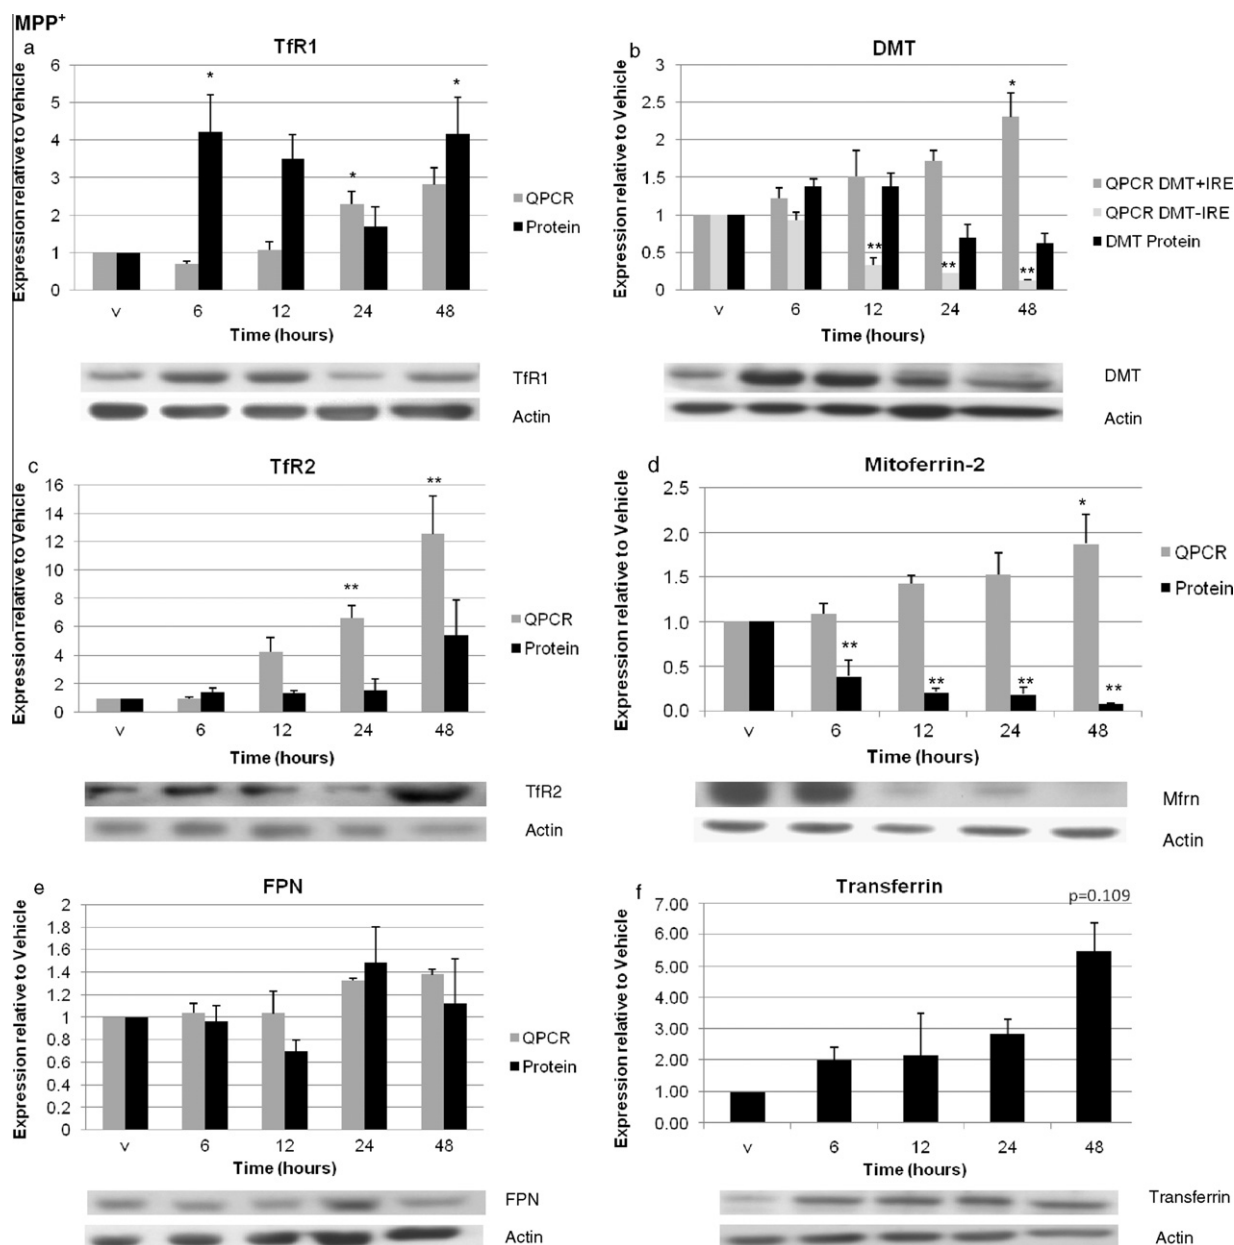 MPP+
a
TfR1
Expression relative to Vehicle
6
5
4
3
2
1
0
*
*
*
QPCR
Protein
v 6 12 24 48
Time (hours)
TfR1
Actin
b
DMT
Expression relative to Vehicle
3
2.5
2
1.5
1
0.5
0
*
**
**
**
QPCR DMT+IRE
QPCR DMT-IRE
DMT Protein
v 6 12 24 48
Time (hours)
DMT
Actin
c
TfR2
Expression relative to Vehicle
16
14
12
10
8
6
4
2
0
**
**
QPCR
Protein
v 6 12 24 48
Time (hours)
TfR2
Actin
d
Mitoferrin-2
Expression relative to Vehicle
2.5
2.0
1.5
1.0
0.5
0.0
*
**
**
**
**
QPCR
Protein
v 6 12 24 48
Time (hours)
Mfrn
Actin
e
FPN
Expression relative to Vehicle
2
1.8
1.6
1.4
1.2
1
0.8
0.6
0.4
0.2
0
QPCR
Protein
v 6 12 24 48
Time (hours)
FPN
Actin
f
Transferrin
p=0.109
Expression relative to Vehicle
7.00
6.00
5.00
4.00
3.00
2.00
1.00
0.00
v 6 12 24 48
Time (hours)
Transferrin
Actin